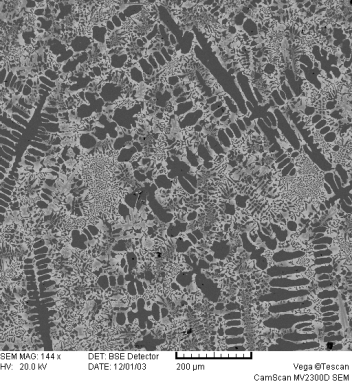 SEM MAG: 144 x DET: BSE Detector
HV: 20.0 kV DATE: 12/01/03 200 µm Vega ©Tescan
CamScan MV2300D SEM